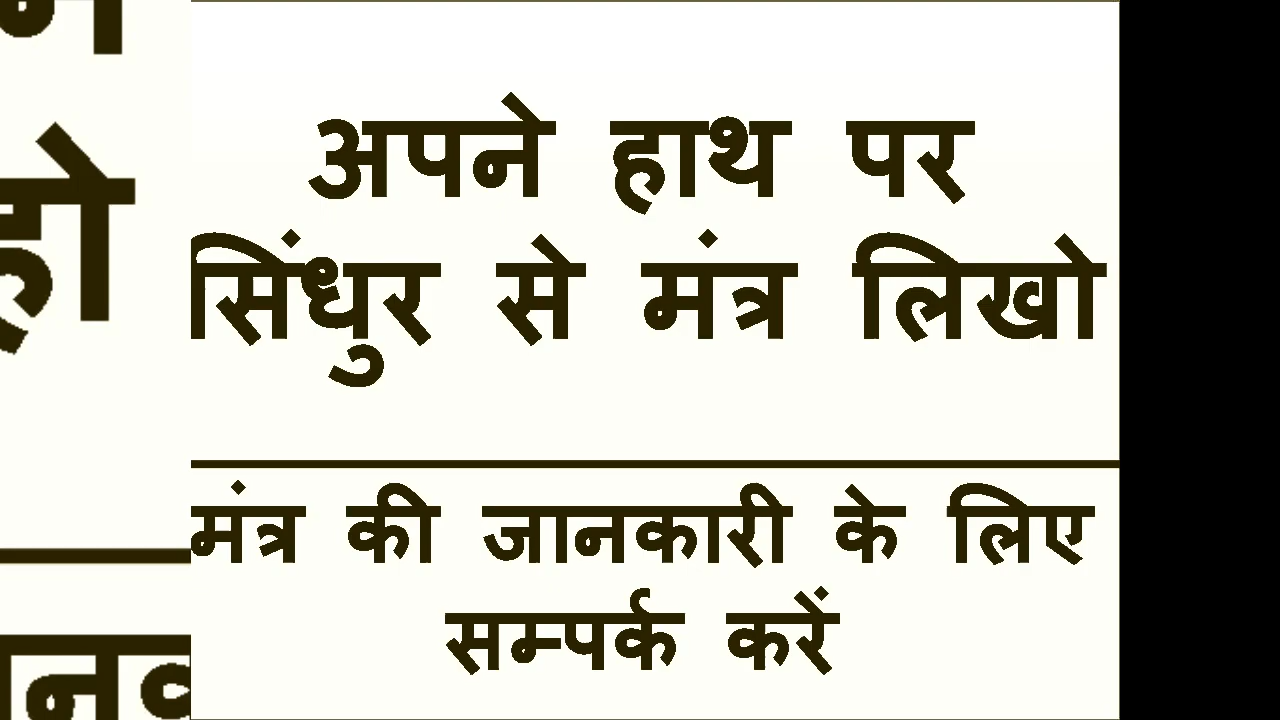 अपने हाथ पर
सिंधुर से मंत्र लिखो
मंत्र की जानकारी के लिए
सम्पर्क करें